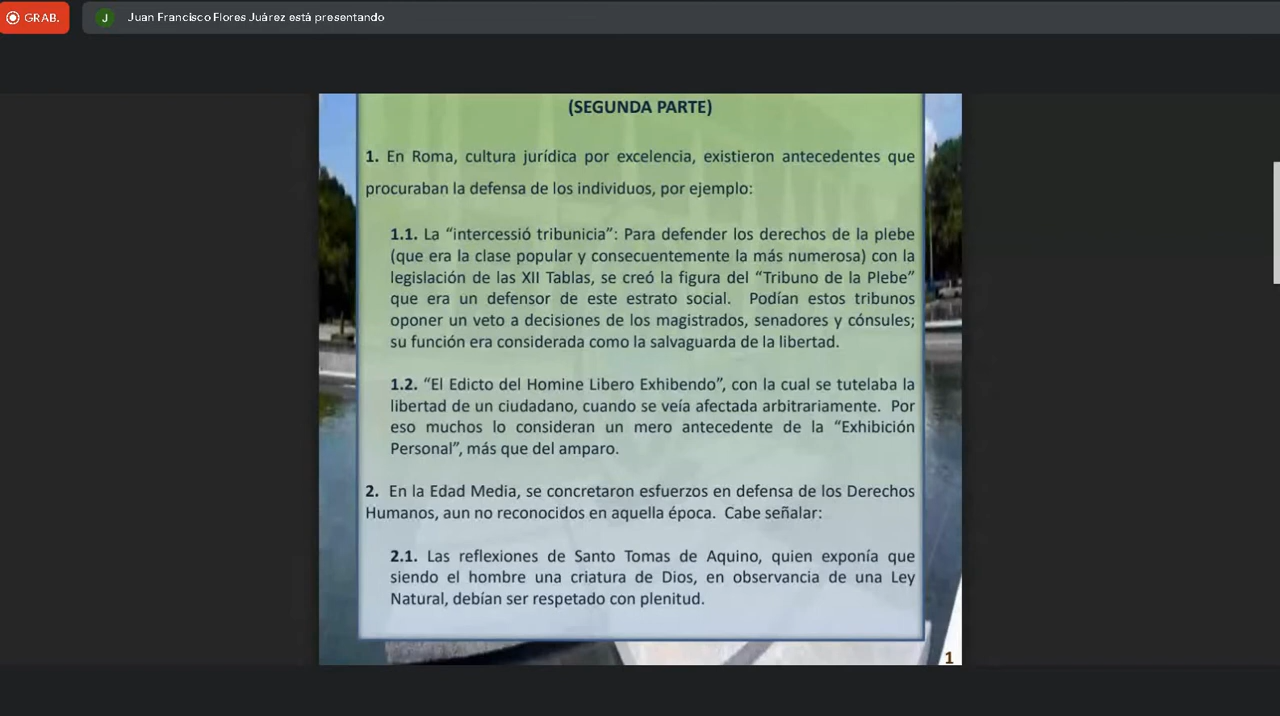 GRAB.
J
Juan Francisco Flores Juárez está presentando
(SEGUNDA PARTE)
1. En Roma, cultura jurídica por excelencia, existieron antecedentes que
procuraban la defensa de los individuos, por ejemplo:
1.1. La “intercessió tribunicia”: Para defender los derechos de la plebe
(que era la clase popular y consecuentemente la más numerosa) con la
legislación de las XII Tablas, se creó la figura del “Tribuno de la Plebe”
que era un defensor de este estrato social. Podían estos tribunos
oponer un veto a decisiones de los magistrados, senadores y cónsules;
su función era considerada como la salvaguarda de la libertad.
1.2. “El Edicto del Homine Libero Exhibendo”, con la cual se tutelaba la
libertad de un ciudadano, cuando se veía afectada arbitrariamente. Por
eso muchos lo consideran un mero antecedente de la “Exhibición
Personal”, más que del amparo.
2. En la Edad Media, se concretaron esfuerzos en defensa de los Derechos
Humanos, aun no reconocidos en aquella época. Cabe señalar:
2.1. Las reflexiones de Santo Tomas de Aquino, quien exponía que
siendo el hombre una criatura de Dios, en observancia de una Ley
Natural, debían ser respetado con plenitud.
1